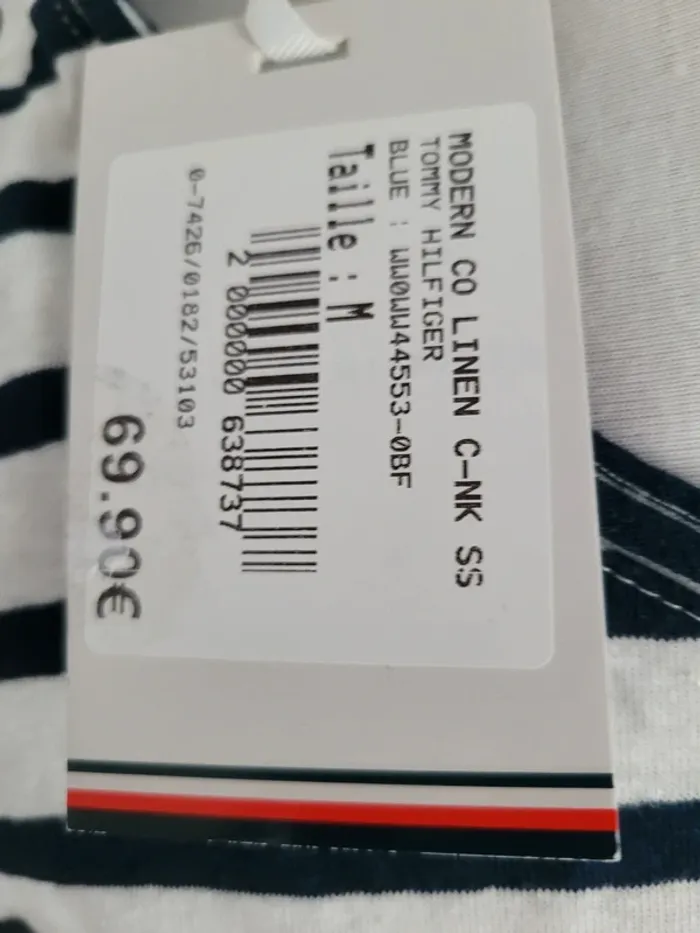 MODERN CO LINEN C-NK SS
TOMMY HILFIGER
BLUE : WW0WW44553-0BF
Taille : M
2 000000 638737
0-7426/0182/53103
69.90€